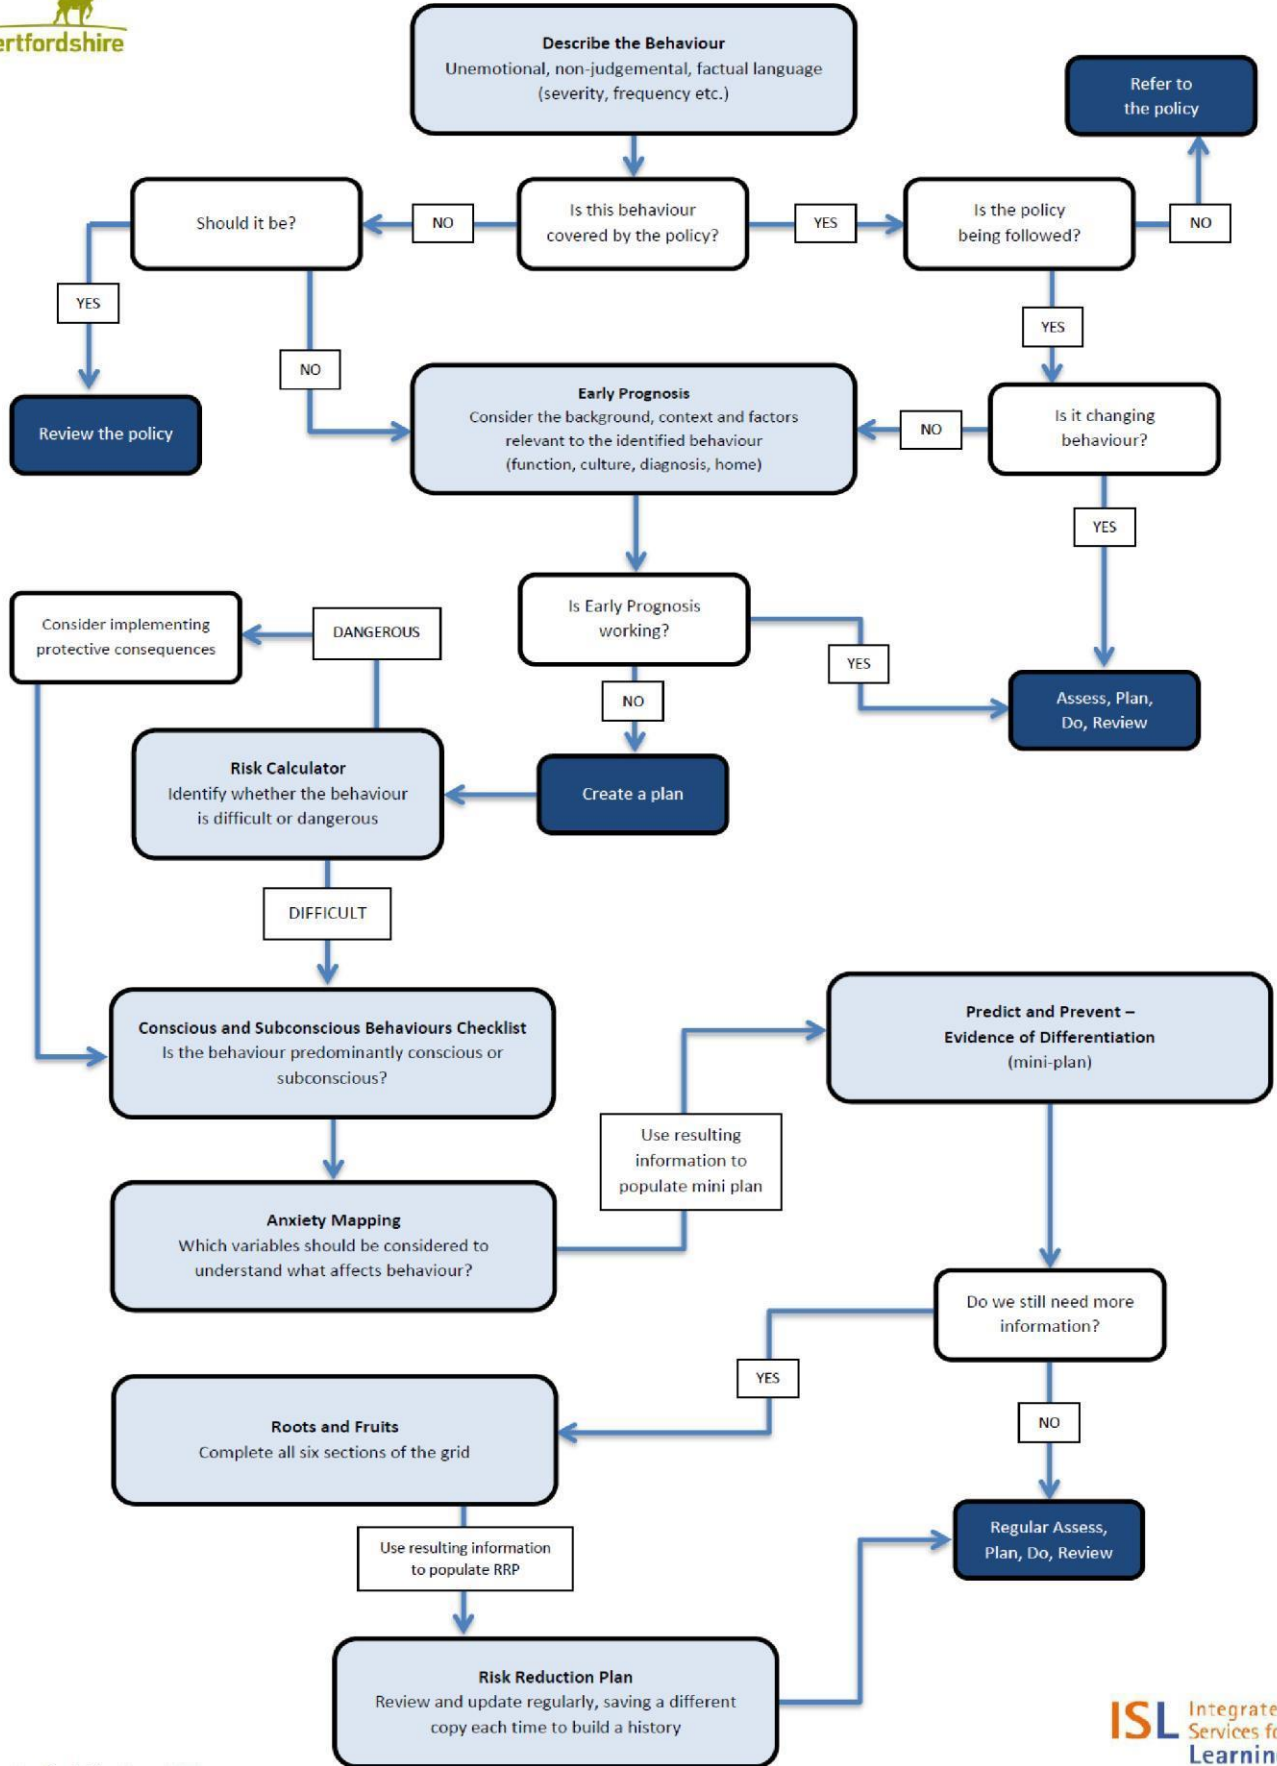 ertfordshire
Describe the Behaviour
Unemotional, non-judgemental, factual language
(severity, frequency etc.)
Refer to
the policy
Should it be?
NO
Is this behaviour
covered by the policy?
YES
Is the policy
being followed?
NO
YES
YES
NO
Early Prognosis
Consider the background, context and factors
relevant to the identified behaviour
(function, culture, diagnosis, home)
NO
Is it changing
behaviour?
Review the policy
YES
Consider implementing
protective consequences
DANGEROUS
Is Early Prognosis
working?
YES
NO
Assess, Plan,
Do, Review
Risk Calculator
Identify whether the behaviour
is difficult or dangerous
Create a plan
DIFFICULT
Conscious and Subconscious Behaviours Checklist
Is the behaviour predominantly conscious or
subconscious?
Predict and Prevent –
Evidence of Differentiation
(mini-plan)
Use resulting
information to
populate mini plan
Anxiety Mapping
Which variables should be considered to
understand what affects behaviour?
Do we still need more
information?
YES
NO
Roots and Fruits
Complete all six sections of the grid
Use resulting information
to populate RRP
Regular Assess,
Plan, Do, Review
Risk Reduction Plan
Review and update regularly, saving a different
copy each time to build a history
ISL Integrate
Services fo
Learning